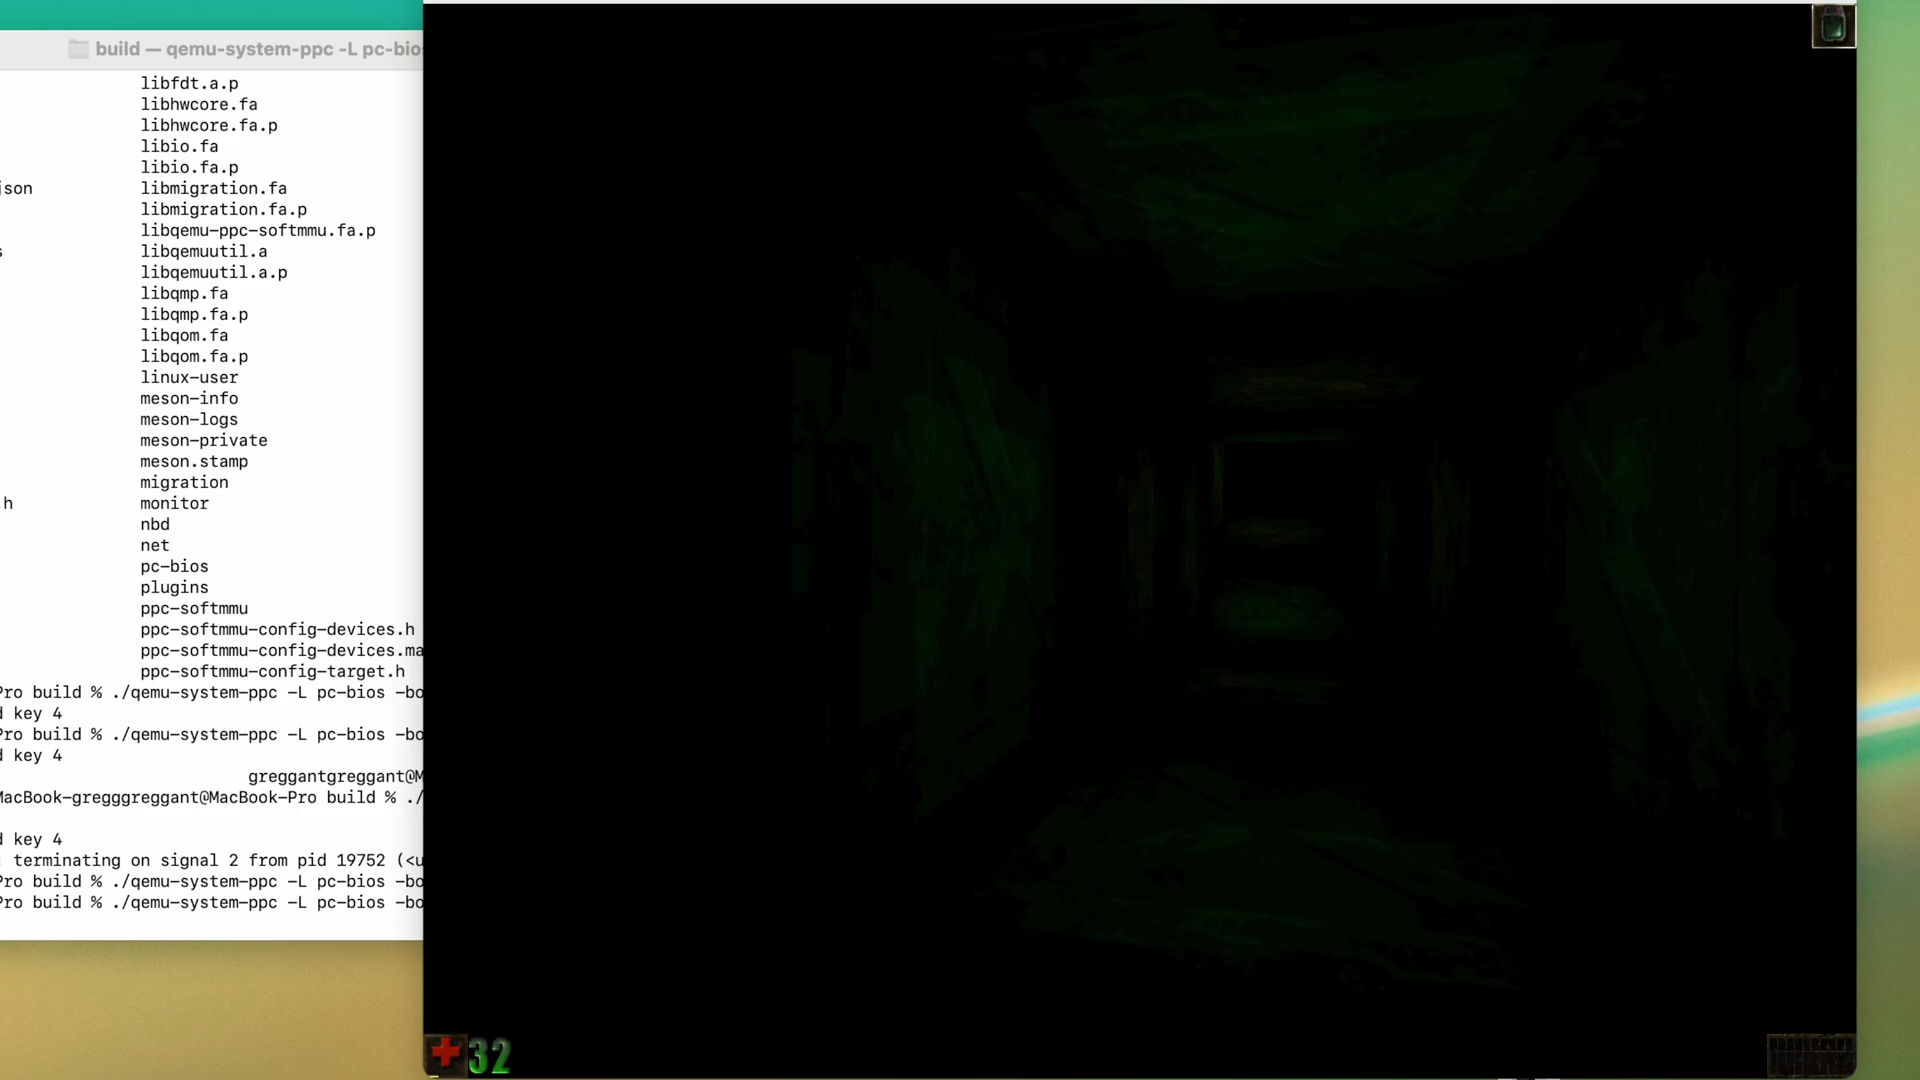 build — qemu-system-ppc -L pc-bios
libfdt.a.p
libhwcore.fa
libhwcore.fa.p
libio.fa
libio.fa.p
json libmigration.fa
libmigration.fa.p
libqemu-ppc-softmmu.fa.p
s libqemuutil.a
libqemuutil.a.p
libqmp.fa
libqmp.fa.p
libqom.fa
libqom.fa.p
linux-user
meson-info
meson-logs
meson-private
meson.stamp
migration
.h monitor
nbd
net
pc-bios
plugins
ppc-softmmu
ppc-softmmu-config-devices.h
ppc-softmmu-config-devices.ma
ppc-softmmu-config-target.h
Pro build % ./qemu-system-ppc -L pc-bios -bo
d key 4
Pro build % ./qemu-system-ppc -L pc-bios -bo
d key 4
greggantgreggant@M
MacBook-gregggreggant@MacBook-Pro build % ./
d key 4
: terminating on signal 2 from pid 19752 (<u
Pro build % ./qemu-system-ppc -L pc-bios -bo
Pro build % ./qemu-system-ppc -L pc-bios -bo
32